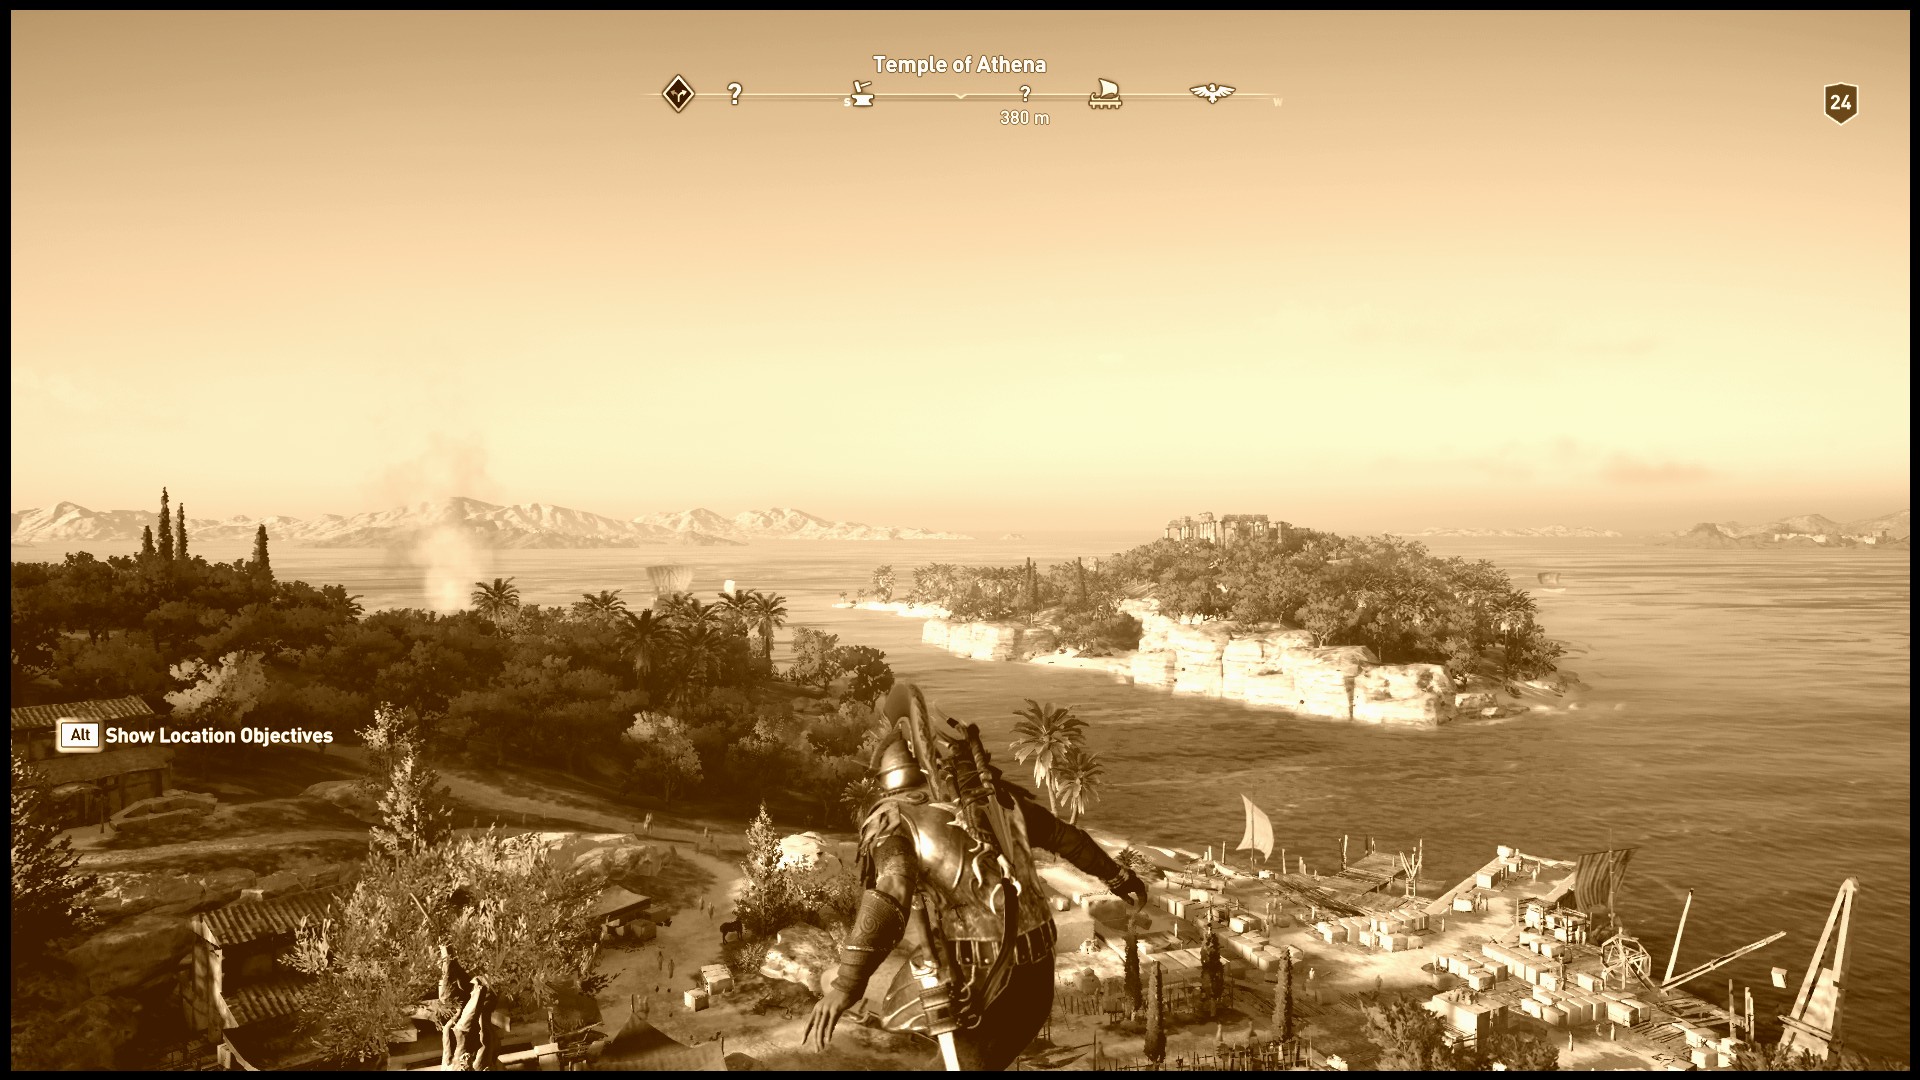 Temple of Athena
?
S
?
W
380 m
24
Alt Show Location Objectives